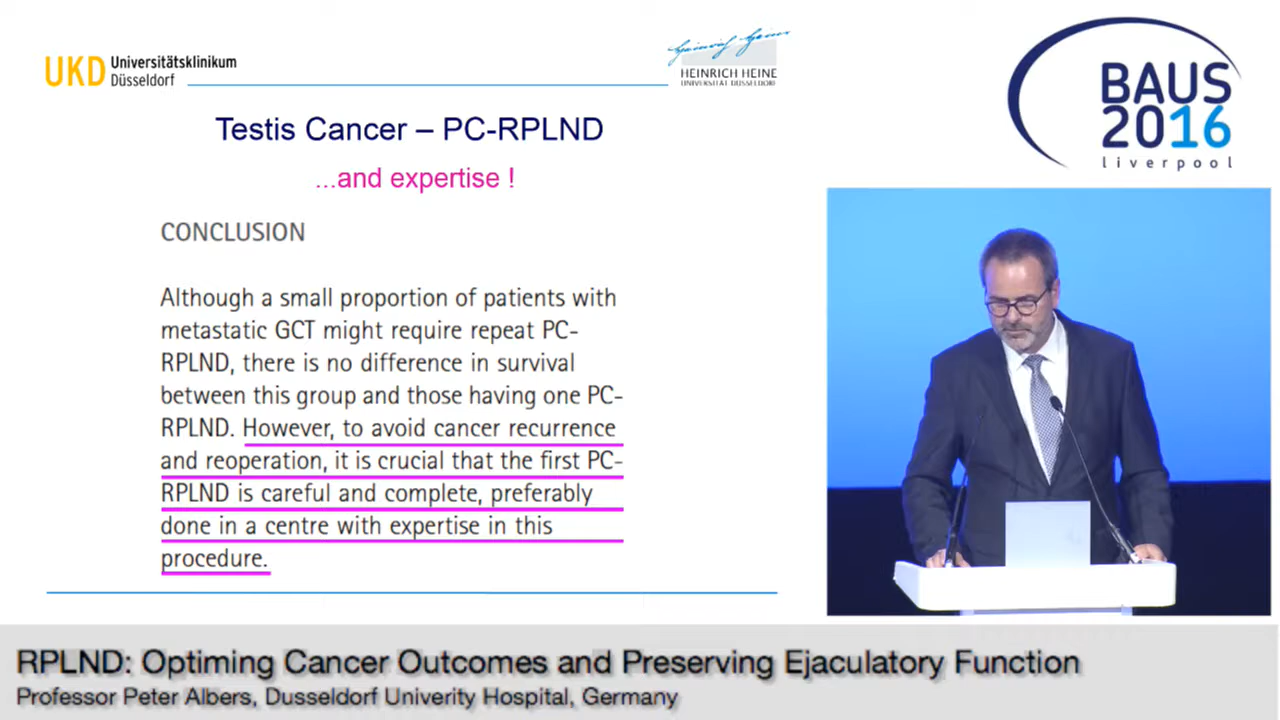 UKD Universitätsklinikum
Düsseldorf
HEINRICH HEINE
UNIVERSITÄT DÜSSELDORF
BAUS
2016
liverpool
Testis Cancer – PC-RPLND
...and expertise !
CONCLUSION
Although a small proportion of patients with
metastatic GCT might require repeat PC-
RPLND, there is no difference in survival
between this group and those having one PC-
RPLND. However, to avoid cancer recurrence
and reoperation, it is crucial that the first PC-
RPLND is careful and complete, preferably
done in a centre with expertise in this
procedure.
RPLND: Optiming Cancer Outcomes and Preserving Ejaculatory Function
Professor Peter Albers, Dusseldorf Univerity Hospital, Germany